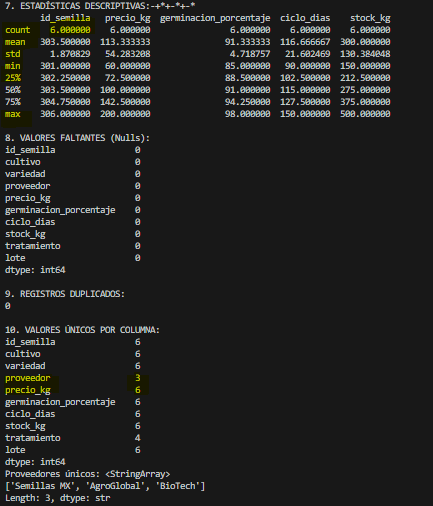 7. ESTADÍSTICAS DESCRIPTIVAS:-+*+-*+-*
       id_semilla   precio_kg  germinacion_porcentaje  ciclo_dias    stock_kg
count    6.000000    6.000000                6.000000    6.000000    6.000000
mean   303.500000  113.333333               91.333333  116.666667  300.000000
std      1.870829   54.283208                4.718757   21.602469  130.384048
min    301.000000   60.000000               85.000000   90.000000  150.000000
25%    302.250000   72.500000               88.500000  102.500000  212.500000
50%    303.500000  100.000000               91.000000  115.000000  275.000000
75%    304.750000  142.500000               94.250000  127.500000  375.000000
max    306.000000  200.000000               98.000000  150.000000  500.000000
8. VALORES FALTANTES (Nulls):
id_semilla                0
cultivo                   0
variedad                  0
proveedor                 0
precio_kg                 0
germinacion_porcentaje    0
ciclo_dias                0
stock_kg                  0
tratamiento               0
lote                      0
dtype: int64
9. REGISTROS DUPLICADOS:
0
10. VALORES ÚNICOS POR COLUMNA:
id_semilla                6
cultivo                   6
variedad                  6
proveedor                 3
precio_kg                 6
germinacion_porcentaje    6
ciclo_dias                6
stock_kg                  6
tratamiento               4
lote                      6
dtype: int64
Proveedores únicos: <StringArray>
['Semillas MX', 'AgroGlobal', 'BioTech']
Length: 3, dtype: str